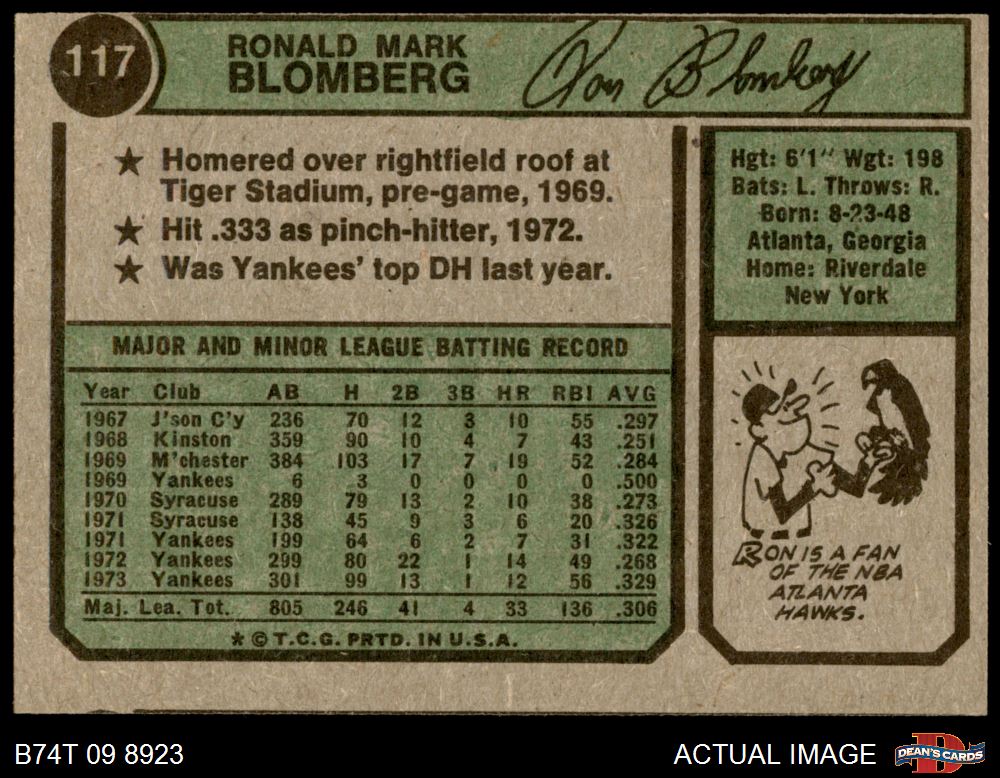 117
RONALD MARK
BLOMBERG
Ron Blomberg
★ Homered over rightfield roof at
Tiger Stadium, pre-game, 1969.
★ Hit .333 as pinch-hitter, 1972.
★ Was Yankees' top DH last year.
Hgt: 6'1" Wgt: 198
Bats: L. Throws: R.
Born: 8-23-48
Atlanta, Georgia
Home: Riverdale
New York
MAJOR AND MINOR LEAGUE BATTING RECORD
Year Club AB H 2B 3B HR RBI AVG
1967 J'son C'y 236 70 12 3 10 55 .297
1968 Kinston 359 90 10 4 7 43 .251
1969 M'chester 384 103 17 7 19 52 .284
1969 Yankees 6 3 0 0 0 0 .500
1970 Syracuse 289 79 13 2 10 38 .273
1971 Syracuse 138 45 9 3 6 20 .326
1971 Yankees 199 64 6 2 7 31 .322
1972 Yankees 299 80 22 1 14 49 .268
1973 Yankees 301 99 13 1 12 56 .329
Maj. Lea. Tot. 805 246 41 4 33 136 .306
* © T.C.G. PRTD. IN U.S.A.
RON IS A FAN
OF THE NBA
ATLANTA
HAWKS.
B74T 09 8923
ACTUAL IMAGE
D
DEAN'S CARDS